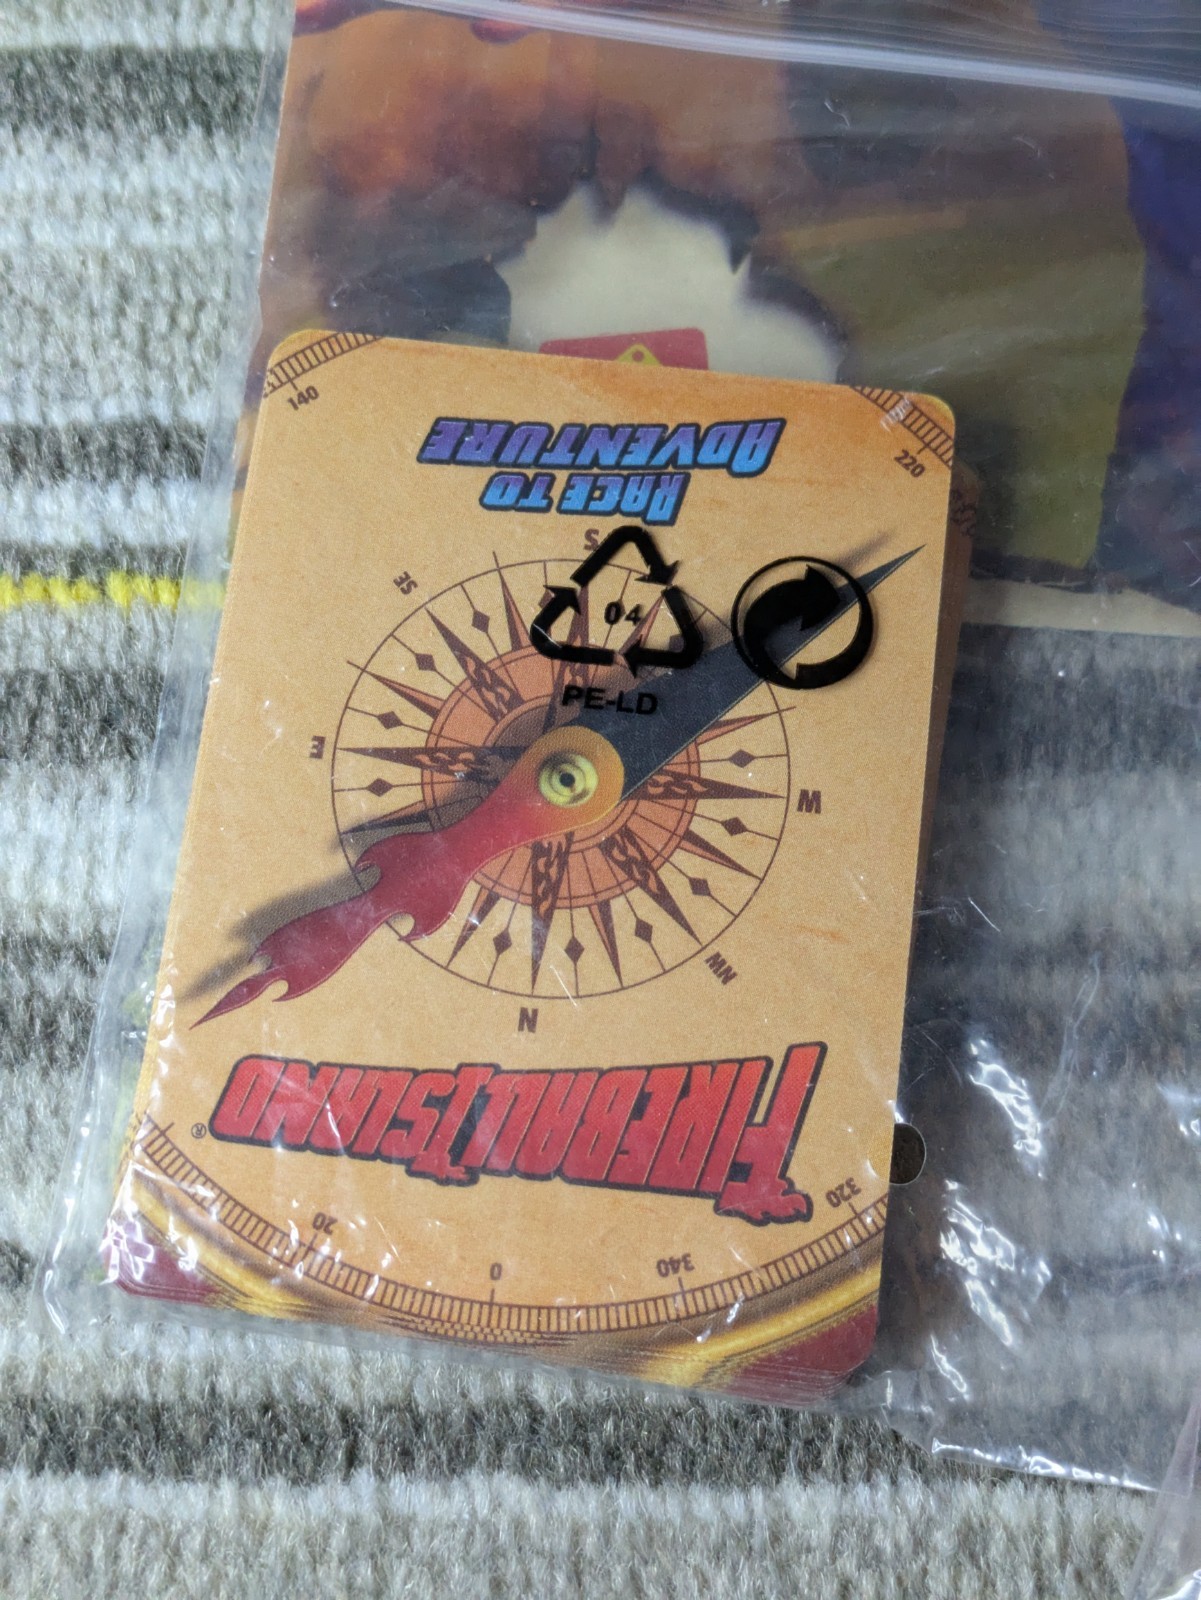 140
220
RACE TO
ADVENTURE
S
SE
04
PE-LD
E
W
NW
N
FIREBALL ISLAND®
320
20
340
0